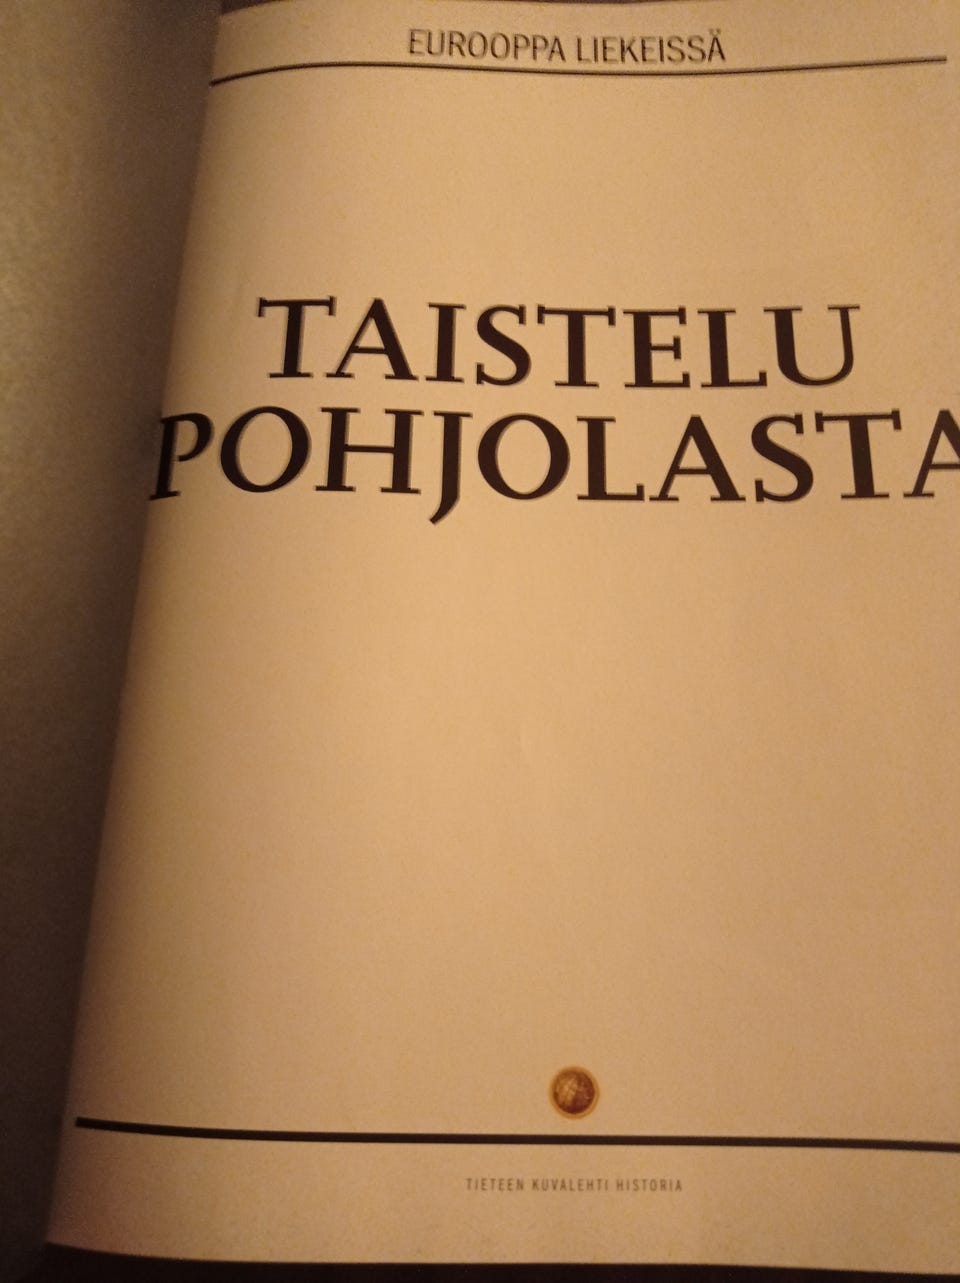 EUROOPPA LIEKEISSÄ
TAISTELU
POHJOLASTA
TIETEEN KUVALEHTI HISTORIA